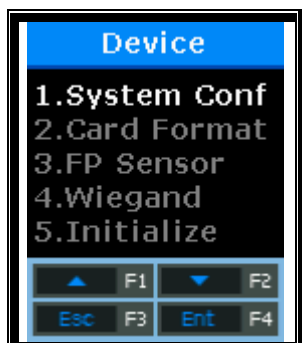 Device
1.System Conf
2.Card Format
3.FP Sensor
4.Wiegand
5.Initialize
▲ F1 ▼ F2
Esc F3 Ent F4